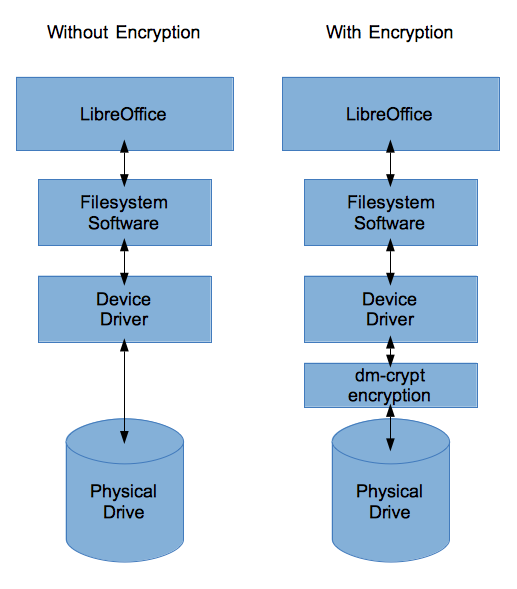 Without Encryption
With Encryption
LibreOffice
LibreOffice
Filesystem
Software
Filesystem
Software
Device
Driver
Device
Driver
dm-crypt
encryption
Physical
Drive
Physical
Drive